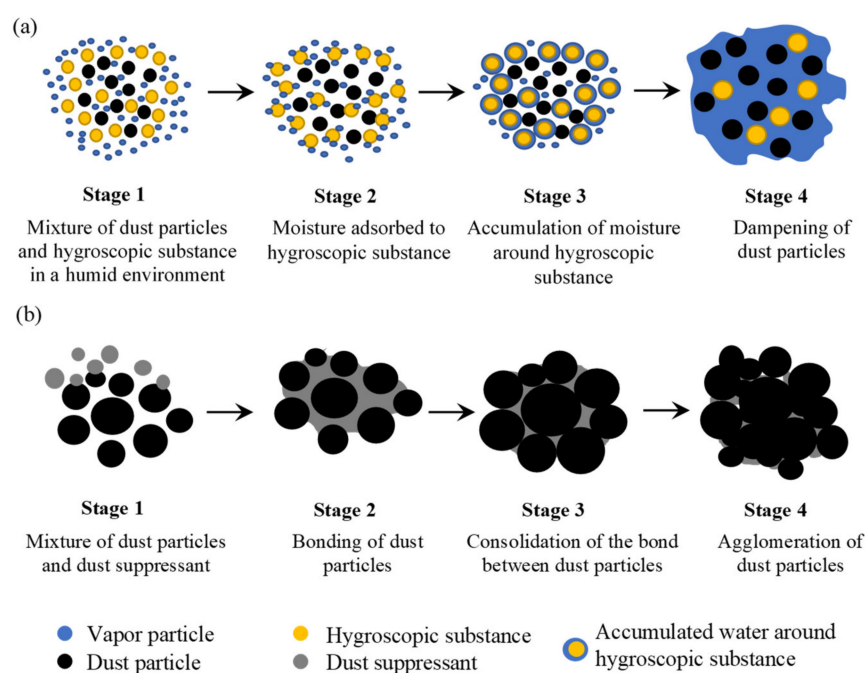 (a)
Stage 1
Mixture of dust particles
and hygroscopic substance
in a humid environment
Stage 2
Moisture adsorbed to
hygroscopic substance
Stage 3
Accumulation of moisture
around hygroscopic
substance
Stage 4
Dampening of
dust particles
(b)
Stage 1
Mixture of dust particles
and dust suppressant
Stage 2
Bonding of dust
particles
Stage 3
Consolidation of the bond
between dust particles
Stage 4
Agglomeration of
dust particles
Vapor particle
Dust particle
Hygroscopic substance
Dust suppressant
Accumulated water around
hygroscopic substance